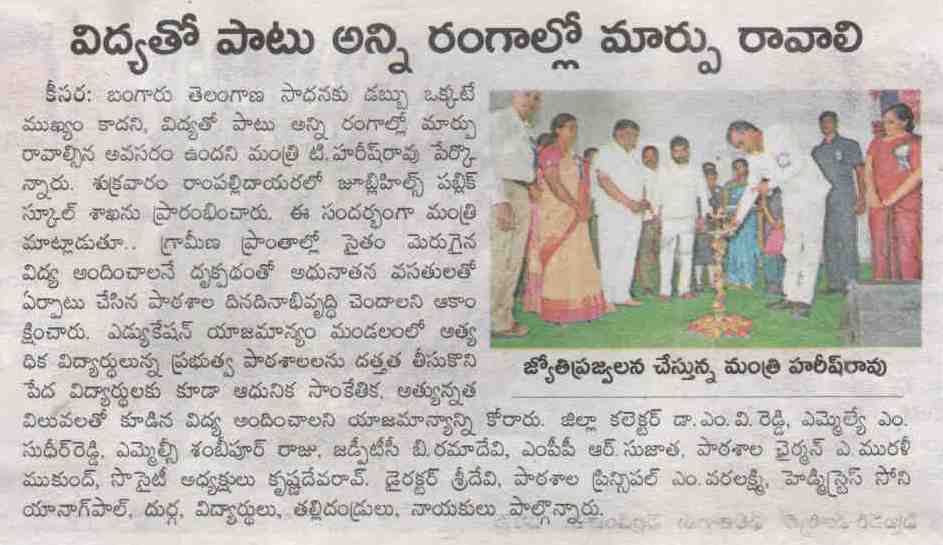 విద్యతో పాటు అన్ని రంగాల్లో మార్పు రావాలి
కీసర: బంగారు తెలంగాణ సాధనకు డబ్బు ఒక్కటే
ముఖ్యం కాదని, విద్యతో పాటు అన్ని రంగాల్లో మార్పు
రావాల్సిన అవసరం ఉందని మంత్రి టి.హరీష్‌రావు పేర్కొ
న్నారు. శుక్రవారం రాంపల్లిదాయరలో జూబ్లిహిల్స్ పబ్లిక్
స్కూల్ శాఖను ప్రారంభించారు. ఈ సందర్భంగా మంత్రి
మాట్లాడుతూ.. గ్రామీణ ప్రాంతాల్లో సైతం మెరుగైన
విద్య అందించాలనే దృక్పథంతో అధునాతన వసతులతో
ఏర్పాటు చేసిన పాఠశాల దినదినాభివృద్ధి చెందాలని ఆకాం
క్షించారు. ఎడ్యుకేషన్ యాజమాన్యం మండలంలో అత్య
ధిక విద్యార్థులున్న ప్రభుత్వ పాఠశాలలను దత్తత తీసుకొని
పేద విద్యార్థులకు కూడా ఆధునిక సాంకేతిక, అత్యున్నత
విలువలతో కూడిన విద్య అందించాలని యాజమాన్యాన్ని కోరారు. జిల్లా కలెక్టర్ డా.ఎం.వి.రెడ్డి, ఎమ్మెల్యే ఎం.
సుదీర్‌రెడ్డి, ఎమ్మెల్సీ శంబీపూర్ రాజు, జడ్పీటీసీ బి.రమాదేవి, ఎంపీపీ ఆర్.సుజాత, పాఠశాల ఛైర్మన్ ఎ.మురళీ
ముకుంద్, సొసైటీ అధ్యక్షులు కృష్ణదేవరావ్. డైరక్టర్ శ్రీదేవి, పాఠశాల ప్రిన్సిపల్ ఎం.వరలక్ష్మి, హెడ్మిస్ట్రెస్ సోని
యానాగ్‌పాల్, దుర్గ, విద్యార్థులు, తల్లిదండ్రులు, నాయకులు పాల్గొన్నారు.
జ్యోతిప్రజ్వలన చేస్తున్న మంత్రి హరీష్‌రావు